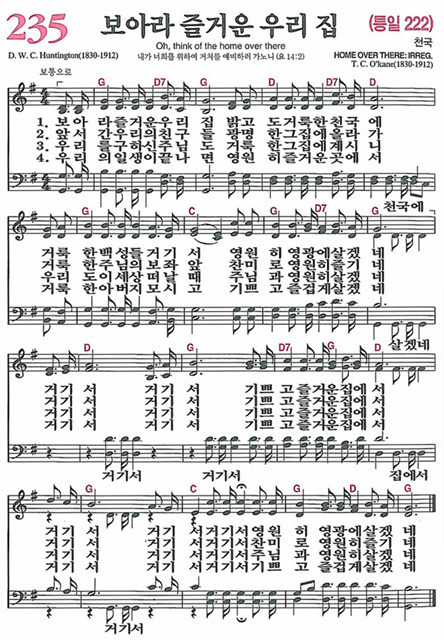 235 보아라 즐거운 우리 집 (통일 222)
Oh, think of the home over there
천국
D. W. C. Huntington(1830-1912)
내가 너희를 위하여 거처를 예비하러 가노니 (요 14:2)
HOME OVER THERE: IRREG.
T. C. O'kane(1830-1912)
보통으로
G D7 G
1. 보아라즐거운우리 집 밝고도거룩한천국에
2. 앞서간우리의친구 들 광명한그집에올라가
3. 우리를구하신주님 도 거룩한그집에계시니
4. 우리의일생이끝나 면 영원히즐거운곳에서
천국에
G C G D7 G
거룩한백성들 영원히영광에살겠네
거룩한주님보좌앞 찬미로영원히즐기네
우리도이세상떠날때 주님과영원히살겠네
거룩한아버지모시고 기쁘고즐겁게살겠네
살겠네
D G D7 G D
거기서 거기서 기쁘고즐거운집에서
거기서 거기서 기쁘고즐거운집에서
거기서 거기서 기쁘고즐거운집에서
거기서 거기서 기쁘고즐거운집에서
거기서 거기서 집에서
G C G D7 G
거기서거기서영원히영광에살겠네
거기서거기서찬미로영원히즐기네
거기서거기서주님과영원히살겠네
거기서거기서기쁘고즐겁게살겠네
거기서